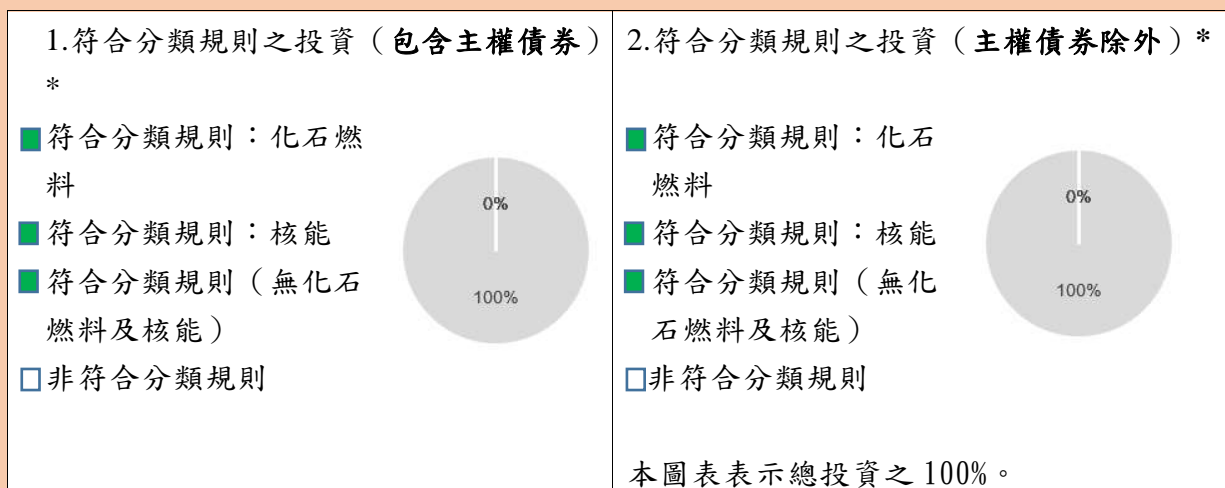 1.符合分類規則之投資（包含主權債券）
*
符合分類規則：化石燃
料
符合分類規則：核能
符合分類規則（無化石
燃料及核能）
非符合分類規則
0%
100%
2.符合分類規則之投資（主權債券除外）*
符合分類規則：化石
燃料
符合分類規則：核能
符合分類規則（無化
石燃料及核能）
非符合分類規則
0%
100%
本圖表表示總投資之 100%。